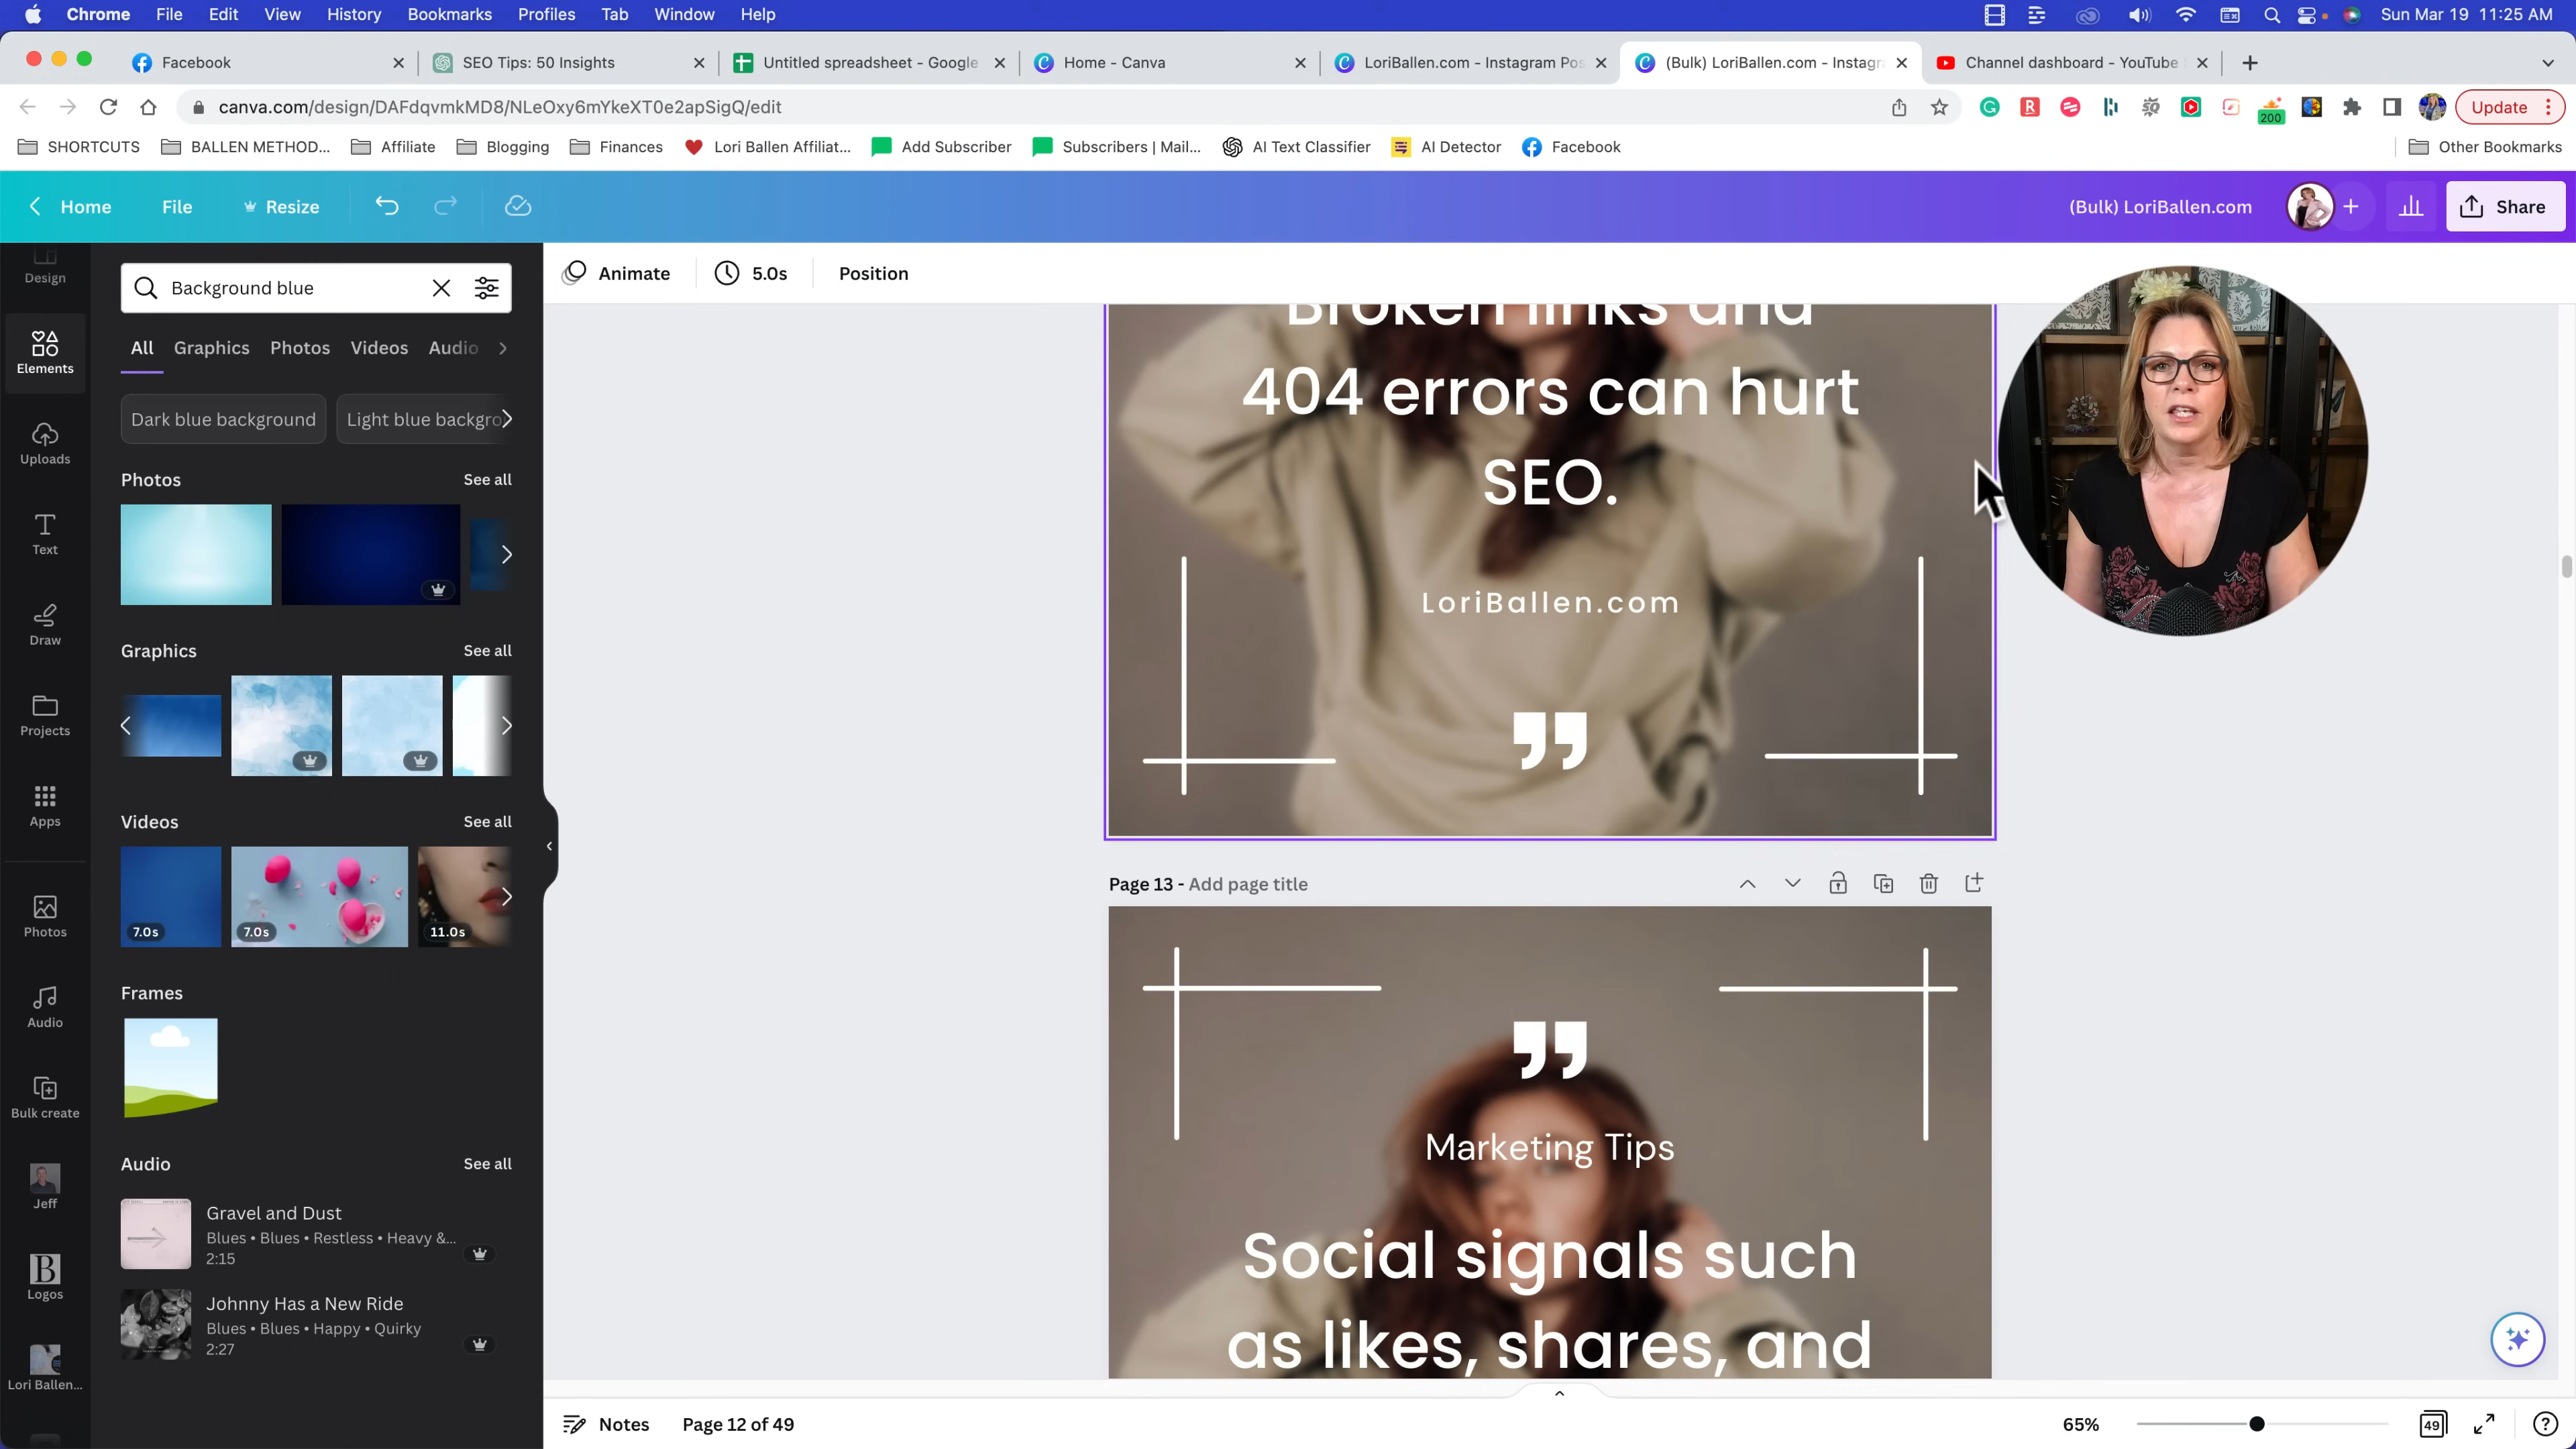 Chrome File Edit View History Bookmarks Profiles Tab Window Help
Sun Mar 19 11:25 AM
Facebook
SEO Tips: 50 Insights
Untitled spreadsheet - Google
Home - Canva
LoriBallen.com - Instagram Pos
(Bulk) LoriBallen.com - Instagr
Channel dashboard - YouTube
canva.com/design/DAFdqvmkMD8/NLeOxy6mYkeXT0e2apSigQ/edit
200
Update
SHORTCUTS
BALLEN METHOD...
Affiliate
Blogging
Finances
Lori Ballen Affiliat...
Add Subscriber
Subscribers | Mail...
AI Text Classifier
AI Detector
Facebook
Other Bookmarks
Home
File
Resize
(Bulk) LoriBallen.com
Share
Design
Elements
Uploads
Text
Draw
Projects
Apps
Photos
Audio
Bulk create
Jeff
B
Logos
Lori Ballen...
Background blue
All Graphics Photos Videos Audio
Dark blue background
Light blue backgro
Photos
See all
Graphics
See all
Videos
See all
7.0s
7.0s
11.0s
Frames
Audio
See all
Gravel and Dust
Blues • Blues • Restless • Heavy &...
2:15
Johnny Has a New Ride
Blues • Blues • Happy • Quirky
2:27
Animate
5.0s
Position
Broken links and
404 errors can hurt
SEO.
LoriBallen.com
Page 13 - Add page title
Marketing Tips
Social signals such
as likes, shares, and
Notes
Page 12 of 49
65%
49